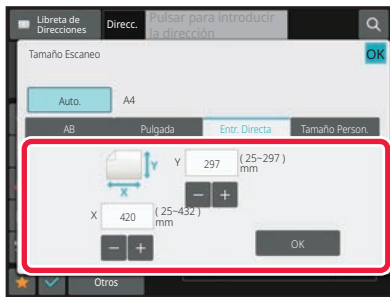 Libreta de
Direcciones
Direcc.
Pulsar para introducir
la dirección
Tamaño Escaneo
OK
Auto.
A4
AB
Pulgada
Entr. Directa
Tamaño Person.
Y
Y
297
(25~297)
mm
X
X
420
(25~432)
mm
OK
Otros